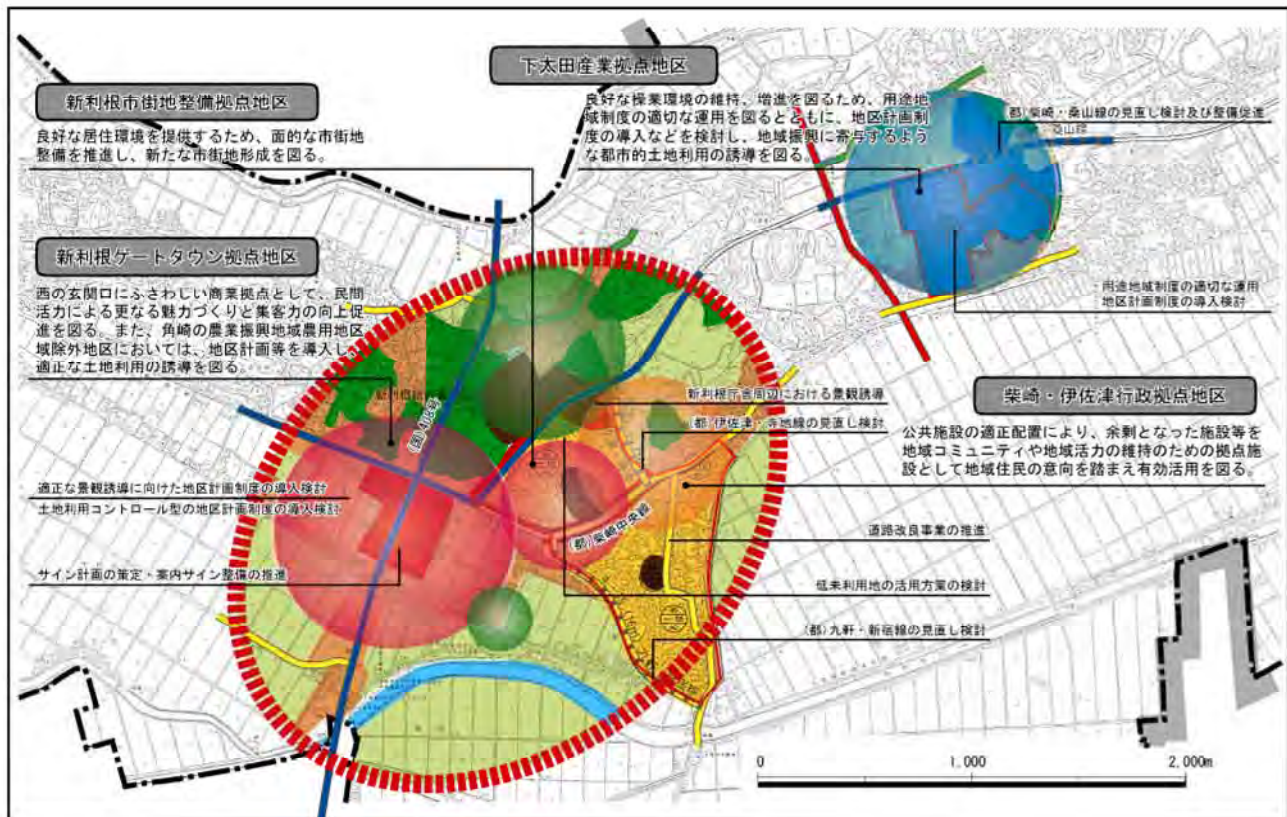 新利根市街地整備拠点地区
良好な居住環境を提供するため、面的な市街地
整備を推進し、新たな市街地形成を図る。
下太田産業拠点地区
良好な操業環境の維持、増進を図るため、用途地
域制度の適切な運用を図るとともに、地区計画制
度の導入などを検討し、地域振興に寄与するよう
な都市的土地利用の誘導を図る。
都)柴崎・桑山線の見直し検討及び整備促進
用途地域制度の適切な運用
地区計画制度の導入検討
新利根ゲートタウン拠点地区
西の玄関口にふさわしい商業拠点として、民間
活力による更なる魅力づくりと集客力の向上促
進を図る。また、角崎の農業振興地域農用地区
域除外地区においては、地区計画等を導入し、
適正な土地利用の誘導を図る。
(国)408号
新利根庁舎周辺における景観誘導
(都)伊佐津・寺地線の見直し検討
柴崎・伊佐津行政拠点地区
公共施設の適正配置により、余剰となった施設等を
地域コミュニティや地域活力の維持のための拠点施
設として地域住民の意向を踏まえ有効活用を図る。
適正な景観誘導に向けた地区計画制度の導入検討
土地利用コントロール型の地区計画制度の導入検討
(都)柴崎中央線
道路改良事業の推進
サイン計画の策定・案内サイン整備の推進
低未利用地の活用方策の検討
(都)九軒・新宿線の見直し検討
0 1,000 2,000m